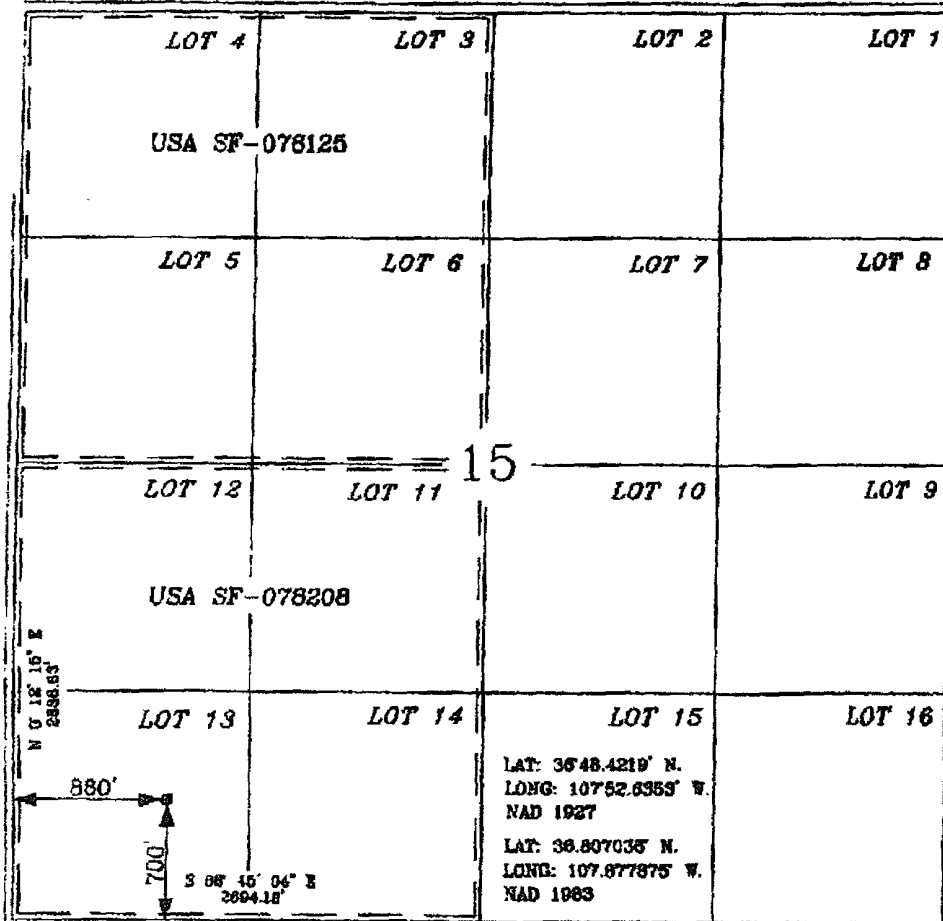 LOT 4 LOT 3 LOT 2 LOT 1
USA SF-078125
LOT 5 LOT 6 LOT 7 LOT 8
15
LOT 12 LOT 11 LOT 10 LOT 9
USA SF-078208
LOT 13 LOT 14 LOT 15 LOT 16
LAT: 36°48.4219' N.
LONG: 107°52.6353' W.
NAD 1927
LAT: 36.807035° N.
LONG: 107.877875° W.
NAD 1983
880'
700'
2694.18'